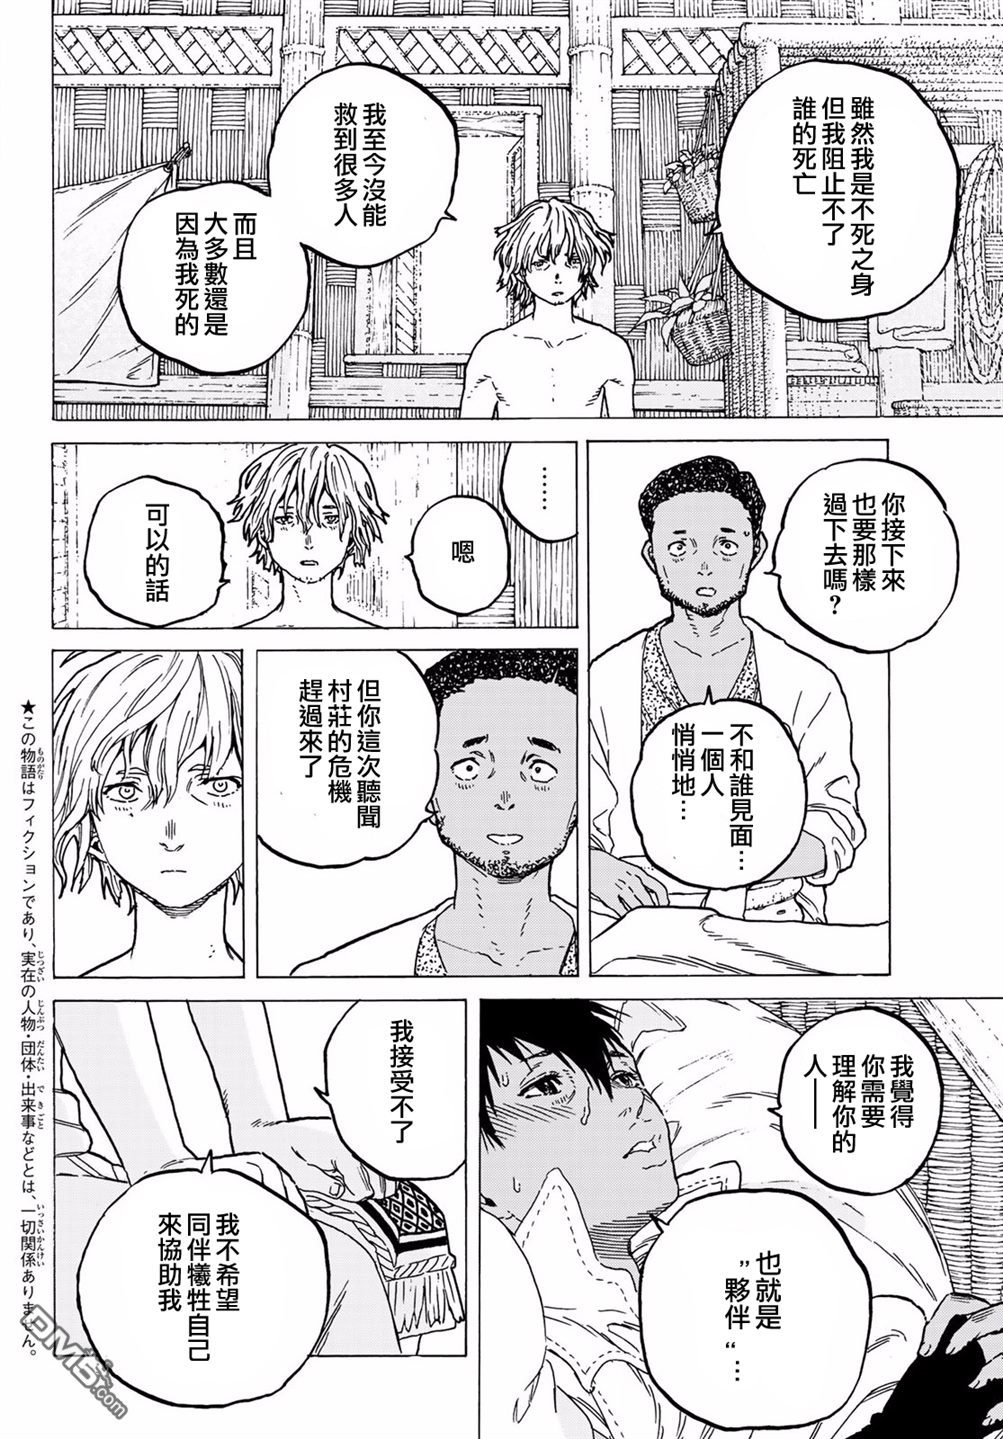 雖然我是不死之身
但我阻止不了
誰的死亡
我至今沒能
救到很多人
而且
大多數還是
因為我死的
你接下來
也要那樣
過下去嗎?
不和誰見面…
一個人
悄悄地…
……
嗯
可以的話
但你這次聽聞
村莊的危機
趕過來了
我覺得
你需要
理解你的
人——
也就是
"夥伴"…
我接受不了
我不希望
同伴犧牲自己
來協助我
★この物語はフィクションであり、実在の人物・団体・出来事などとは、一切関係ありません。